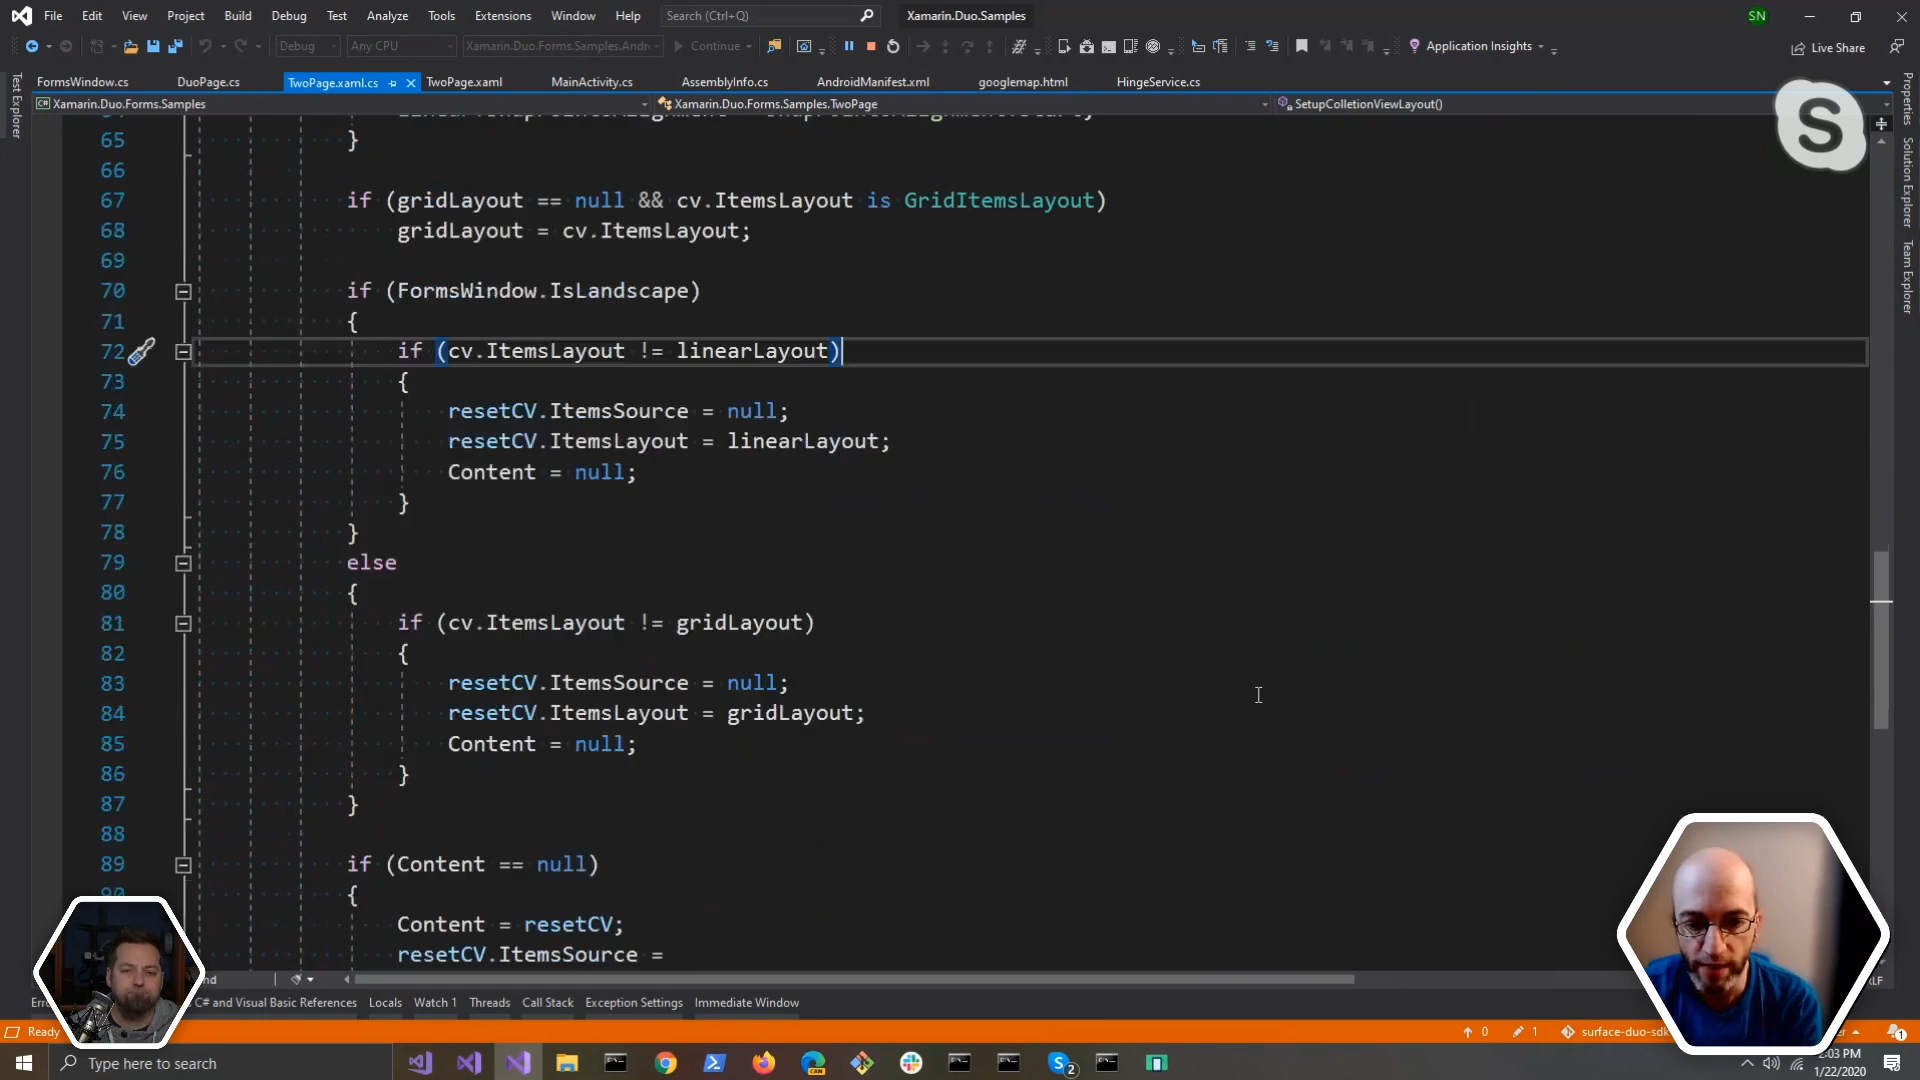 File Edit View Project Build Debug Test Analyze Tools Extensions Window Help Search (Ctrl+Q) Xamarin.Duo.Samples SN
Debug Any CPU Xamarin.Duo.Forms.Samples.Andr Continue Application Insights Live Share
FormsWindow.cs DuoPage.cs TwoPage.xaml.cs TwoPage.xaml MainActivity.cs AssemblyInfo.cs AndroidManifest.xml googlemap.html HingeService.cs
Xamarin.Duo.Forms.Samples Xamarin.Duo.Forms.Samples.TwoPage SetupColletionViewLayout()
Test Explorer
Properties
Solution Explorer
Team Explorer
S
65 }
66
67 if (gridLayout == null && cv.ItemsLayout is GridItemsLayout)
68 gridLayout = cv.ItemsLayout;
69
70 if (FormsWindow.IsLandscape)
71 {
72 if (cv.ItemsLayout != linearLayout)
73 {
74 resetCV.ItemsSource = null;
75 resetCV.ItemsLayout = linearLayout;
76 Content = null;
77 }
78 }
79 else
80 {
81 if (cv.ItemsLayout != gridLayout)
82 {
83 resetCV.ItemsSource = null;
84 resetCV.ItemsLayout = gridLayout;
85 Content = null;
86 }
87 }
88
89 if (Content == null)
90 {
Content = resetCV;
resetCV.ItemsSource =
C# and Visual Basic References Locals Watch 1 Threads Call Stack Exception Settings Immediate Window
Ready 0 1 surface-duo-sdk 1
Type here to search 2 2:03 PM
1/22/2020